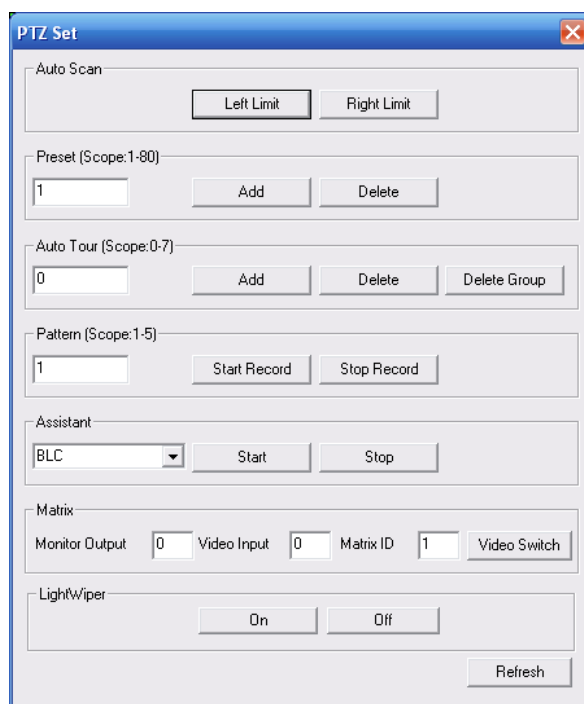 PTZ Set
Auto Scan
Left Limit Right Limit
Preset (Scope:1-80)
1 Add Delete
Auto Tour (Scope:0-7)
0 Add Delete Delete Group
Pattern (Scope:1-5)
1 Start Record Stop Record
Assistant
BLC Start Stop
Matrix
Monitor Output 0 Video Input 0 Matrix ID 1 Video Switch
LightWiper
On Off
Refresh